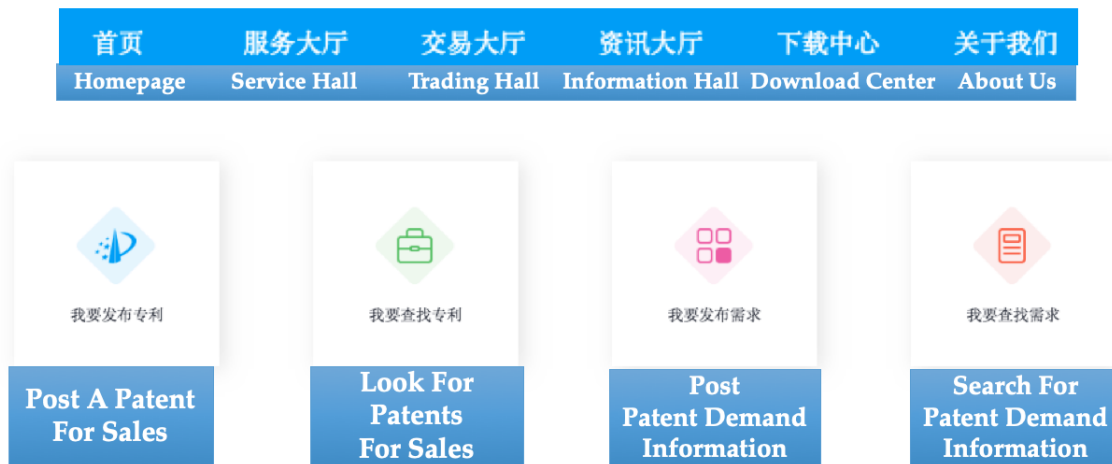 首页 服务大厅 交易大厅 资讯大厅 下载中心 关于我们
Homepage Service Hall Trading Hall Information Hall Download Center About Us
我要发布专利
Post A Patent
For Sales
我要查找专利
Look For
Patents
For Sales
我要发布需求
Post
Patent Demand
Information
我要查找需求
Search For
Patent Demand
Information